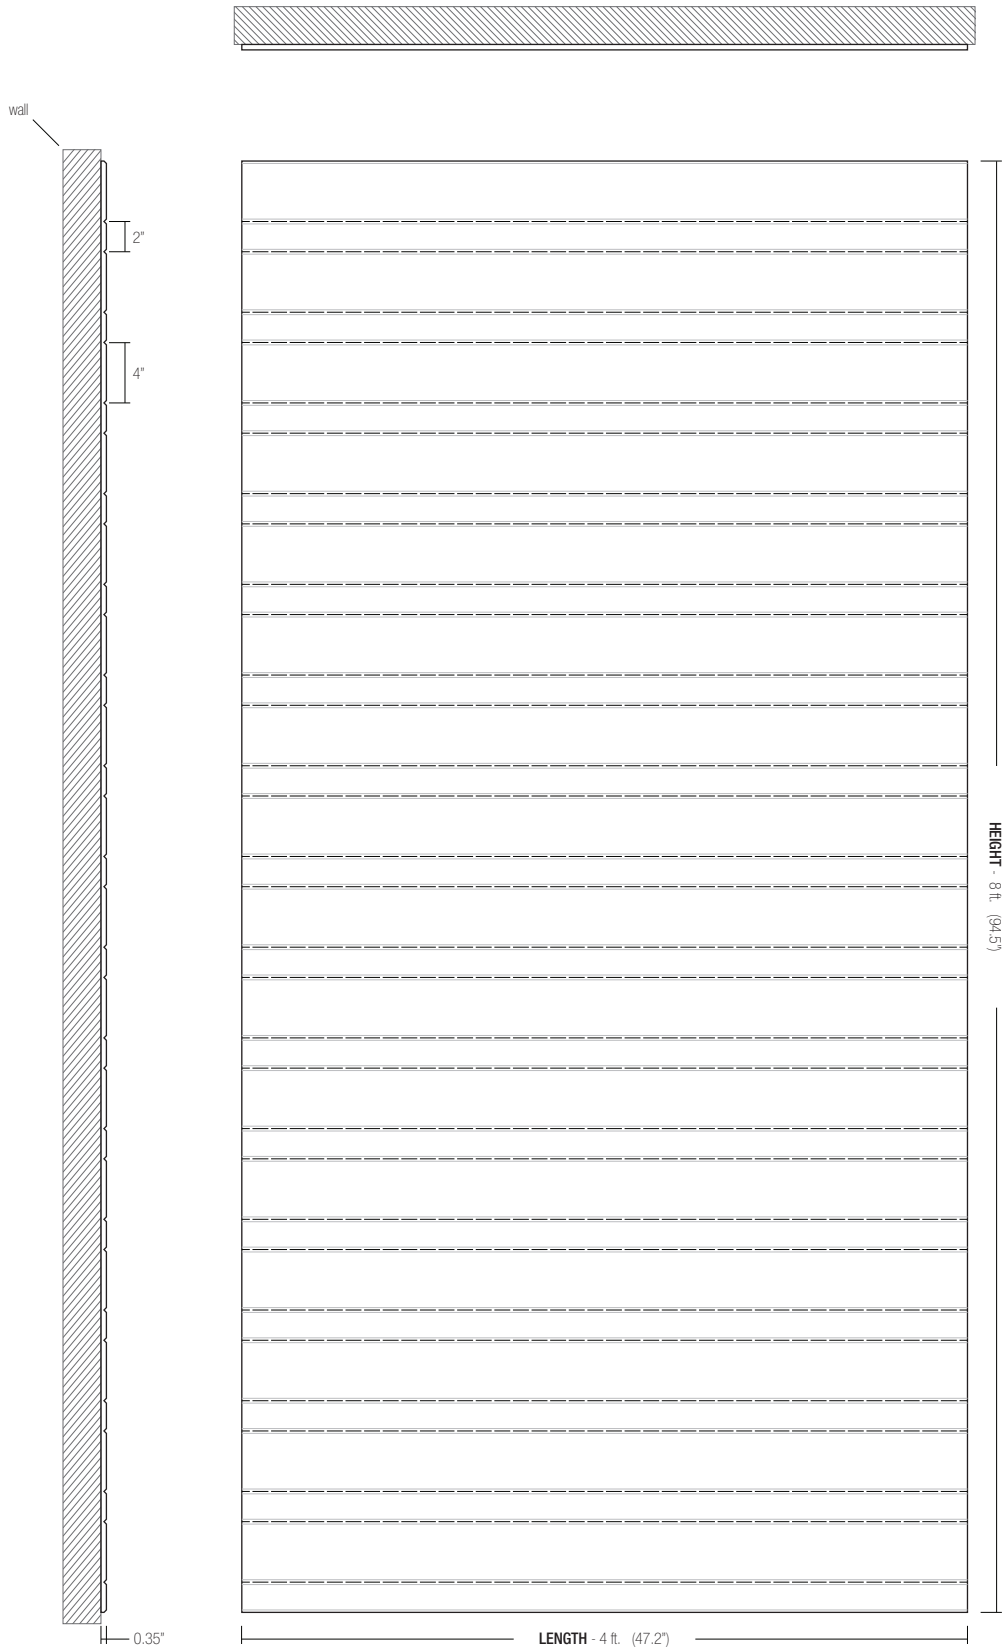 wall
2"
4"
HEIGHT - 8 ft. (94.5")
0.35"
LENGTH - 4 ft. (47.2")